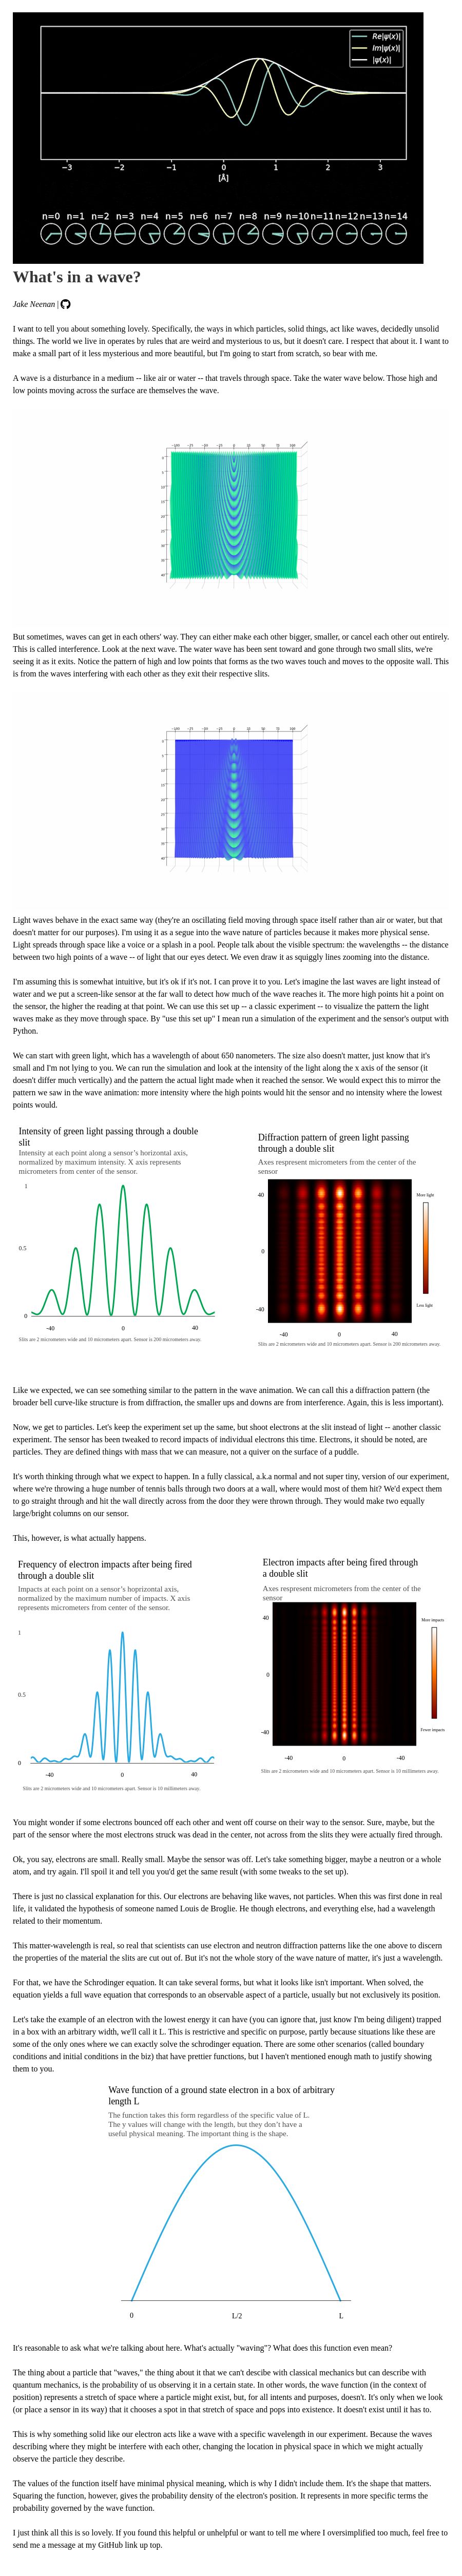 Re|ψ(x)|
Im|ψ(x)|
|ψ(x)|
−3 −2 −1 0 1 2 3
[Å]
n=0 n=1 n=2 n=3 n=4 n=5 n=6 n=7 n=8 n=9 n=10 n=11 n=12 n=13 n=14
What's in a wave?
Jake Neenan |
I want to tell you about something lovely. Specifically, the ways in which particles, solid things, act like waves, decidedly unsolid
things. The world we live in operates by rules that are weird and mysterious to us, but it doesn't care. I respect that about it. I want to
make a small part of it less mysterious and more beautiful, but I'm going to start from scratch, so bear with me.
A wave is a disturbance in a medium -- like air or water -- that travels through space. Take the water wave below. Those high and
low points moving across the surface are themselves the wave.
−100 −75 −50 −25 0 25 50 75 100
0
5
10
15
20
25
30
35
40
But sometimes, waves can get in each others' way. They can either make each other bigger, smaller, or cancel each other out entirely.
This is called interference. Look at the next wave. The water wave has been sent toward and gone through two small slits, we're
seeing it as it exits. Notice the pattern of high and low points that forms as the two waves touch and moves to the opposite wall. This
is from the waves interfering with each other as they exit their respective slits.
−100 −75 −50 −25 0 25 50 75 100
0
5
10
15
20
25
30
35
40
Light waves behave in the exact same way (they're an oscillating field moving through space itself rather than air or water, but that
doesn't matter for our purposes). I'm using it as a segue into the wave nature of particles because it makes more physical sense.
Light spreads through space like a voice or a splash in a pool. People talk about the visible spectrum: the wavelengths -- the distance
between two high points of a wave -- of light that our eyes detect. We even draw it as squiggly lines zooming into the distance.
I'm assuming this is somewhat intuitive, but it's ok if it's not. I can prove it to you. Let's imagine the last waves are light instead of
water and we put a screen-like sensor at the far wall to detect how much of the wave reaches it. The more high points hit a point on
the sensor, the higher the reading at that point. We can use this set up -- a classic experiment -- to visualize the pattern the light
waves make as they move through space. By "use this set up" I mean run a simulation of the experiment and the sensor's output with
Python.
We can start with green light, which has a wavelength of about 650 nanometers. The size also doesn't matter, just know that it's
small and I'm not lying to you. We can run the simulation and look at the intensity of the light along the x axis of the sensor (it
doesn't differ much vertically) and the pattern the actual light made when it reached the sensor. We would expect this to mirror the
pattern we saw in the wave animation: more intensity where the high points would hit the sensor and no intensity where the lowest
points would.
Intensity of green light passing through a double
slit
Intensity at each point along a sensor's horizontal axis,
normalized by maximum intensity. X axis represents
micrometers from center of the sensor.
1
0.5
0
-40 0 40
Slits are 2 micrometers wide and 10 micrometers apart. Sensor is 200 micrometers away.
Diffraction pattern of green light passing
through a double slit
Axes respresent micrometers from the center of the
sensor
40
0
-40
-40 0 40
More light
Less light
Slits are 2 micrometers wide and 10 micrometers apart. Sensor is 200 micrometers away.
Like we expected, we can see something similar to the pattern in the wave animation. We can call this a diffraction pattern (the
broader bell curve-like structure is from diffraction, the smaller ups and downs are from interference. Again, this is less important).
Now, we get to particles. Let's keep the experiment set up the same, but shoot electrons at the slit instead of light -- another classic
experiment. The sensor has been tweaked to record impacts of individual electrons this time. Electrons, it should be noted, are
particles. They are defined things with mass that we can measure, not a quiver on the surface of a puddle.
It's worth thinking through what we expect to happen. In a fully classical, a.k.a normal and not super tiny, version of our experiment,
where we're throwing a huge number of tennis balls through two doors at a wall, where would most of them hit? We'd expect them
to go straight through and hit the wall directly across from the door they were thrown through. They would make two equally
large/bright columns on our sensor.
This, however, is what actually happens.
Frequency of electron impacts after being fired
through a double slit
Impacts at each point on a sensor's hoprizontal axis,
normalized by the maximum number of impacts. X axis
represents micrometers from center of the sensor.
1
0.5
0
-40 0 40
Slits are 2 micrometers wide and 10 micrometers apart. Sensor is 10 millimeters away.
Electron impacts after being fired through
a double slit
Axes respresent micrometers from the center of the
sensor
40
0
-40
-40 0 -40
More impacts
Fewer impacts
Slits are 2 micrometers wide and 10 micrometers apart. Sensor is 10 millimeters away.
You might wonder if some electrons bounced off each other and went off course on their way to the sensor. Sure, maybe, but the
part of the sensor where the most electrons struck was dead in the center, not across from the slits they were actually fired through.
Ok, you say, electrons are small. Really small. Maybe the sensor was off. Let's take something bigger, maybe a neutron or a whole
atom, and try again. I'll spoil it and tell you you'd get the same result (with some tweaks to the set up).
There is just no classical explanation for this. Our electrons are behaving like waves, not particles. When this was first done in real
life, it validated the hypothesis of someone named Louis de Broglie. He though electrons, and everything else, had a wavelength
related to their momentum.
This matter-wavelength is real, so real that scientists can use electron and neutron diffraction patterns like the one above to discern
the properties of the material the slits are cut out of. But it's not the whole story of the wave nature of matter, it's just a wavelength.
For that, we have the Schrodinger equation. It can take several forms, but what it looks like isn't important. When solved, the
equation yields a full wave equation that corresponds to an observable aspect of a particle, usually but not exclusively its position.
Let's take the example of an electron with the lowest energy it can have (you can ignore that, just know I'm being diligent) trapped
in a box with an arbitrary width, we'll call it L. This is restrictive and specific on purpose, partly because situations like these are
some of the only ones where we can exactly solve the schrodinger equation. There are some other scenarios (called boundary
conditions and initial conditions in the biz) that have prettier functions, but I haven't mentioned enough math to justify showing
them to you.
Wave function of a ground state electron in a box of arbitrary
length L
The function takes this form regardless of the specific value of L.
The y values will change with the length, but they don't have a
useful physical meaning. The important thing is the shape.
0 L/2 L
It's reasonable to ask what we're talking about here. What's actually "waving"? What does this function even mean?
The thing about a particle that "waves," the thing about it that we can't descibe with classical mechanics but can describe with
quantum mechanics, is the probability of us observing it in a certain state. In other words, the wave function (in the context of
position) represents a stretch of space where a particle might exist, but, for all intents and purposes, doesn't. It's only when we look
(or place a sensor in its way) that it chooses a spot in that stretch of space and pops into existence. It doesn't exist until it has to.
This is why something solid like our electron acts like a wave with a specific wavelength in our experiment. Because the waves
describing where they might be interfere with each other, changing the location in physical space in which we might actually
observe the particle they describe.
The values of the function itself have minimal physical meaning, which is why I didn't include them. It's the shape that matters.
Squaring the function, however, gives the probability density of the electron's position. It represents in more specific terms the
probability governed by the wave function.
I just think all this is so lovely. If you found this helpful or unhelpful or want to tell me where I oversimplified too much, feel free to
send me a message at my GitHub link up top.